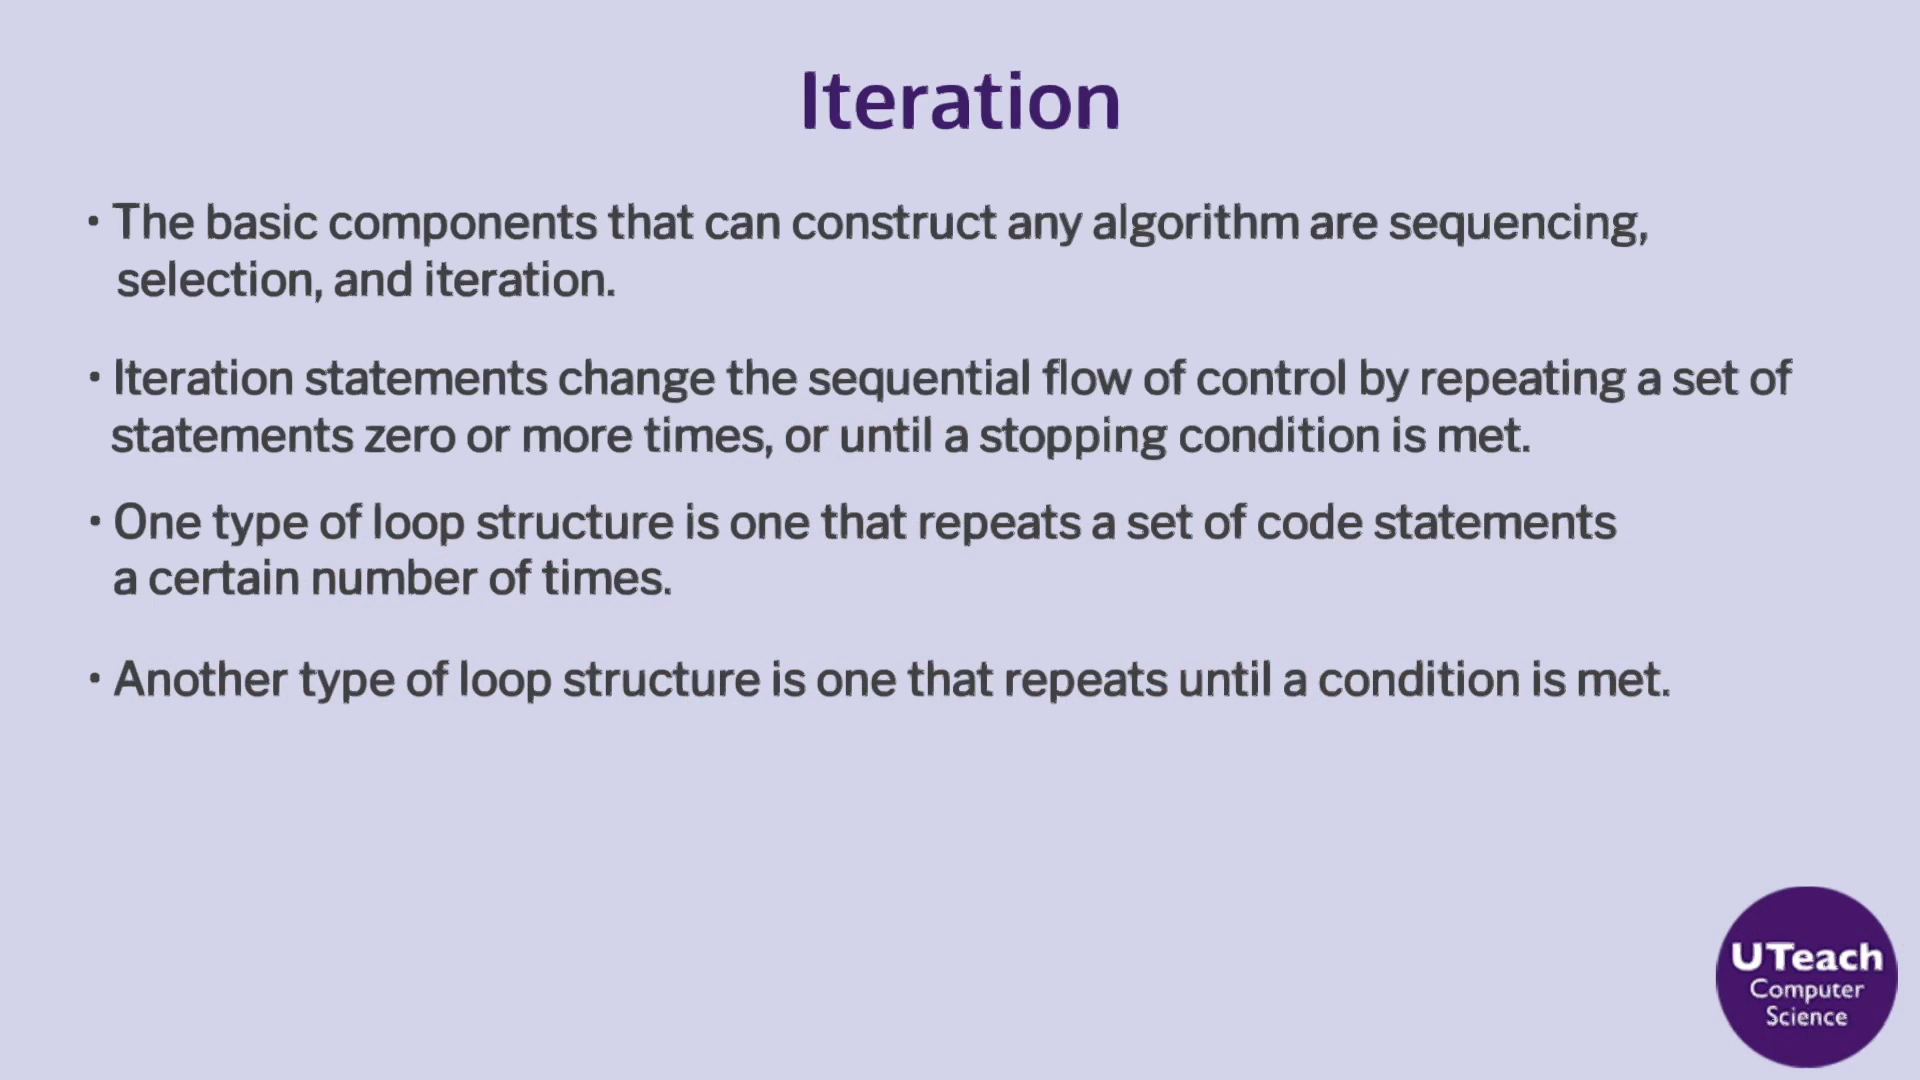 Iteration
· The basic components that can construct any algorithm are sequencing,
selection, and iteration.
· Iteration statements change the sequential flow of control by repeating a set of
statements zero or more times, or until a stopping condition is met.
· One type of loop structure is one that repeats a set of code statements
a certain number of times.
· Another type of loop structure is one that repeats until a condition is met.
UTeach
Computer
Science